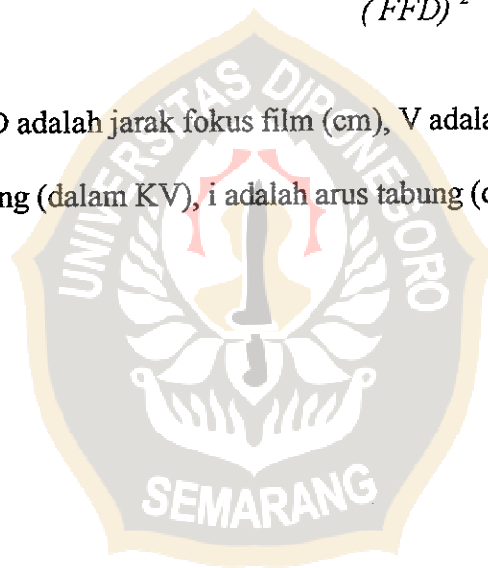 (FFD) ²
D adalah jarak fokus film (cm), V adala
ng (dalam KV), i adalah arus tabung (
UNIVERSITAS DIPONEGORO
SEMARANG